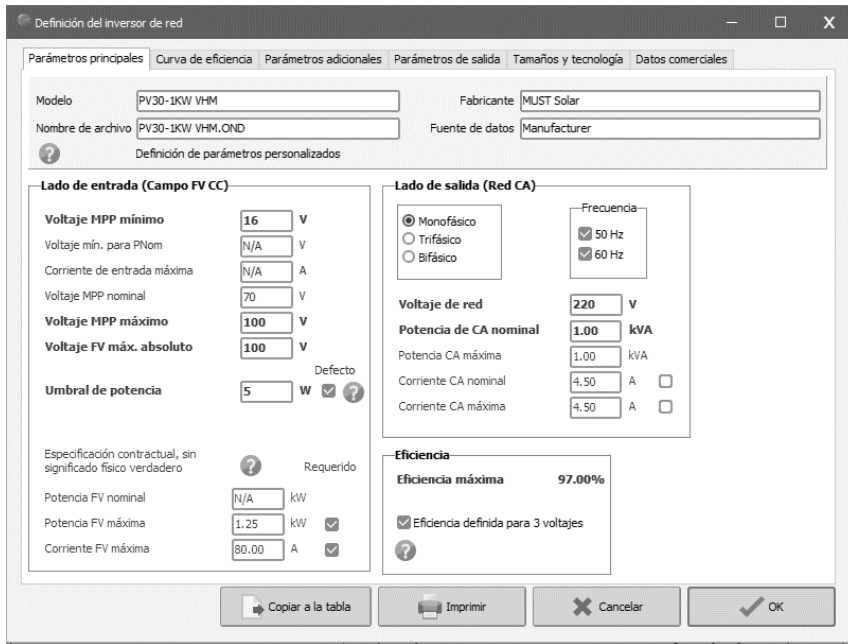 Definición del inversor de red
Parámetros principales Curva de eficiencia Parámetros adicionales Parámetros de salida Tamaños y tecnología Datos comerciales
Modelo PV30-1KW VHM Fabricante MUST Solar
Nombre de archivo PV30-1KW VHM.OND Fuente de datos Manufacturer
? Definición de parámetros personalizados
Lado de entrada (Campo FV CC)
Voltaje MPP mínimo 16 V
Voltaje mín. para PNom N/A V
Corriente de entrada máxima N/A A
Voltaje MPP nominal 70 V
Voltaje MPP máximo 100 V
Voltaje FV máx. absoluto 100 V
Defecto
Umbral de potencia 5 W ?
Especificación contractual, sin
significado físico verdadero ? Requerido
Potencia FV nominal N/A kW
Potencia FV máxima 1.25 kW
Corriente FV máxima 80.00 A
Lado de salida (Red CA)
Monofásico
Trifásico
Bifásico
Frecuencia
50 Hz
60 Hz
Voltaje de red 220 V
Potencia de CA nominal 1.00 kVA
Potencia CA máxima 1.00 kVA
Corriente CA nominal 4.50 A
Corriente CA máxima 4.50 A
Eficiencia
Eficiencia máxima 97.00%
Eficiencia definida para 3 voltajes
?
Copiar a la tabla Imprimir Cancelar OK